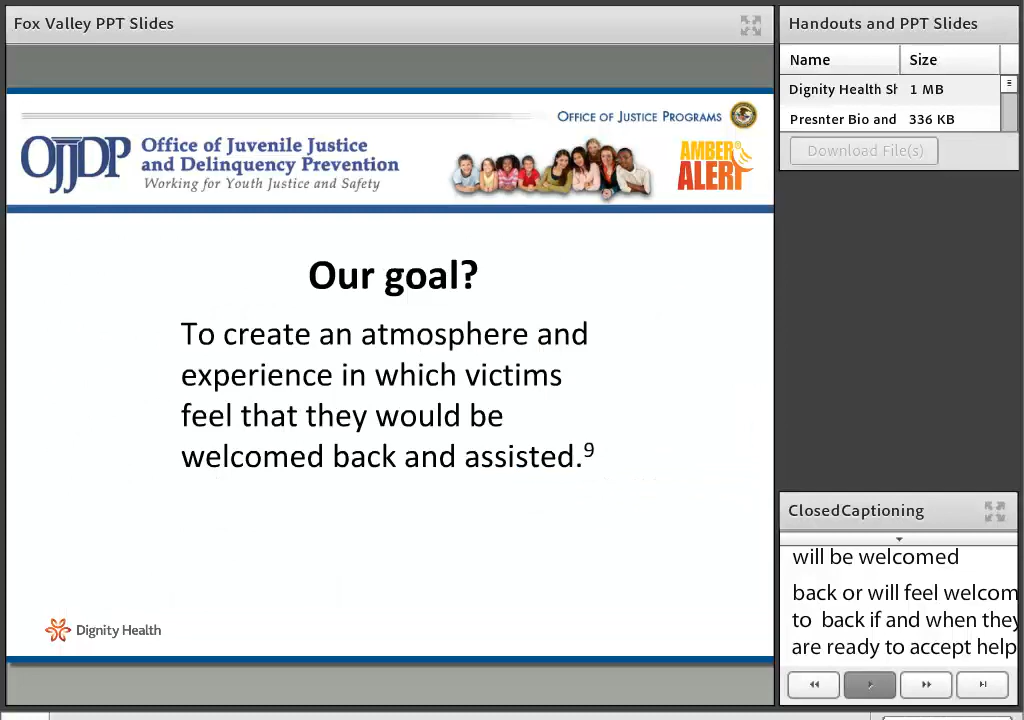 Fox Valley PPT Slides
OFFICE OF JUSTICE PROGRAMS
OJJDP
Office of Juvenile Justice
and Delinquency Prevention
Working for Youth Justice and Safety
AMBER
ALERT
Our goal?
To create an atmosphere and
experience in which victims
feel that they would be
welcomed back and assisted.9
Dignity Health
Handouts and PPT Slides
Name Size
Dignity Health Sh 1 MB
Presnter Bio and 336 KB
Download File(s)
ClosedCaptioning
will be welcomed
back or will feel welcom
to back if and when they
are ready to accept help